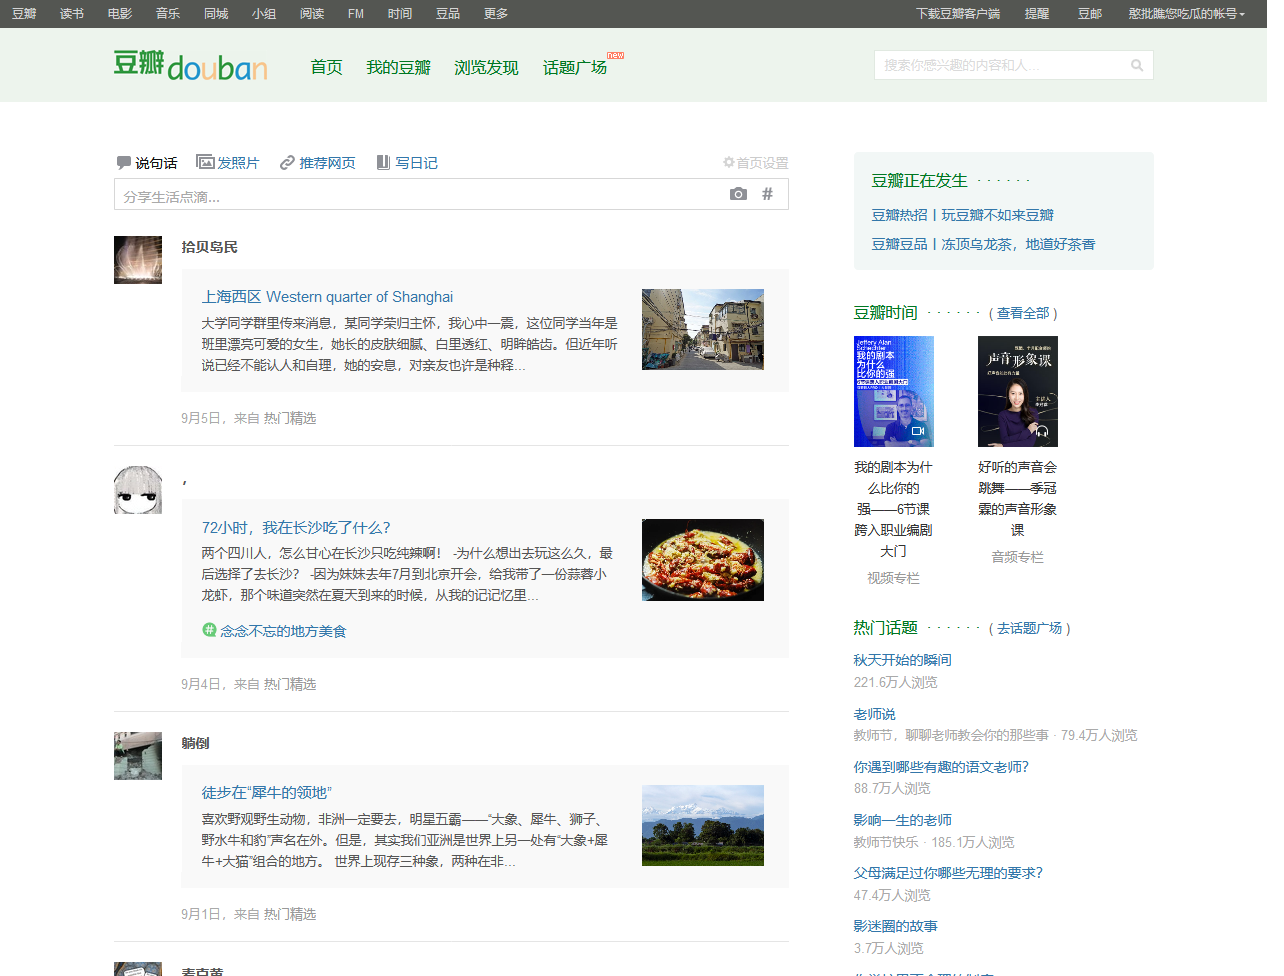 豆瓣 读书 电影 音乐 同城 小组 阅读 FM 时间 豆品 更多 下载豆瓣客户端 提醒 豆邮 憨批瞧您吃瓜的帐号
豆瓣douban 首页 我的豆瓣 浏览发现 话题广场 new 搜索你感兴趣的内容和人...
说句话 发照片 推荐网页 写日记 首页设置
分享生活点滴... #
拾贝岛民
上海西区 Western quarter of Shanghai
大学同学群里传来消息，某同学荣归主怀，我心中一震，这位同学当年是
班里漂亮可爱的女生，她长的皮肤细腻、白里透红、明眸皓齿。但近年听
说已经不能认人和自理，她的安息，对亲友也许是种释...
9月5日，来自 热门精选
，
72小时，我在长沙吃了什么？
两个四川人，怎么甘心在长沙只吃纯辣啊！ -为什么想出去玩这么久，最
后选择了去长沙？ -因为妹妹去年7月到北京开会，给我带了一份蒜蓉小
龙虾，那个味道突然在夏天到来的时候，从我的记记忆里...
# 念念不忘的地方美食
9月4日，来自 热门精选
躺倒
徒步在“犀牛的领地”
喜欢野观野生动物，非洲一定要去，明星五霸——“大象、犀牛、狮子、
野水牛和豹”声名在外。但是，其实我们亚洲是世界上另一处有“大象+犀
牛+大猫”组合的地方。 世界上现存三种象，两种在非...
9月1日，来自 热门精选
豆瓣正在发生 · · · · · ·
豆瓣热招丨玩豆瓣不如来豆瓣
豆瓣豆品丨冻顶乌龙茶，地道好茶香
豆瓣时间 · · · · · · ( 查看全部 )
Jeffery Alan
Schechter
我的剧本
为什么
比你的强
声音形象课
我的剧本为什
么比你的
强——6节课
跨入职业编剧
大门
视频专栏
好听的声音会
跳舞——季冠
霖的声音形象
课
音频专栏
热门话题 · · · · · · ( 去话题广场 )
秋天开始的瞬间
221.6万人浏览
老师说
教师节，聊聊老师教会你的那些事 · 79.4万人浏览
你遇到哪些有趣的语文老师？
88.7万人浏览
影响一生的老师
教师节快乐 · 185.1万人浏览
父母满足过你哪些无理的要求？
47.4万人浏览
影迷圈的故事
3.7万人浏览